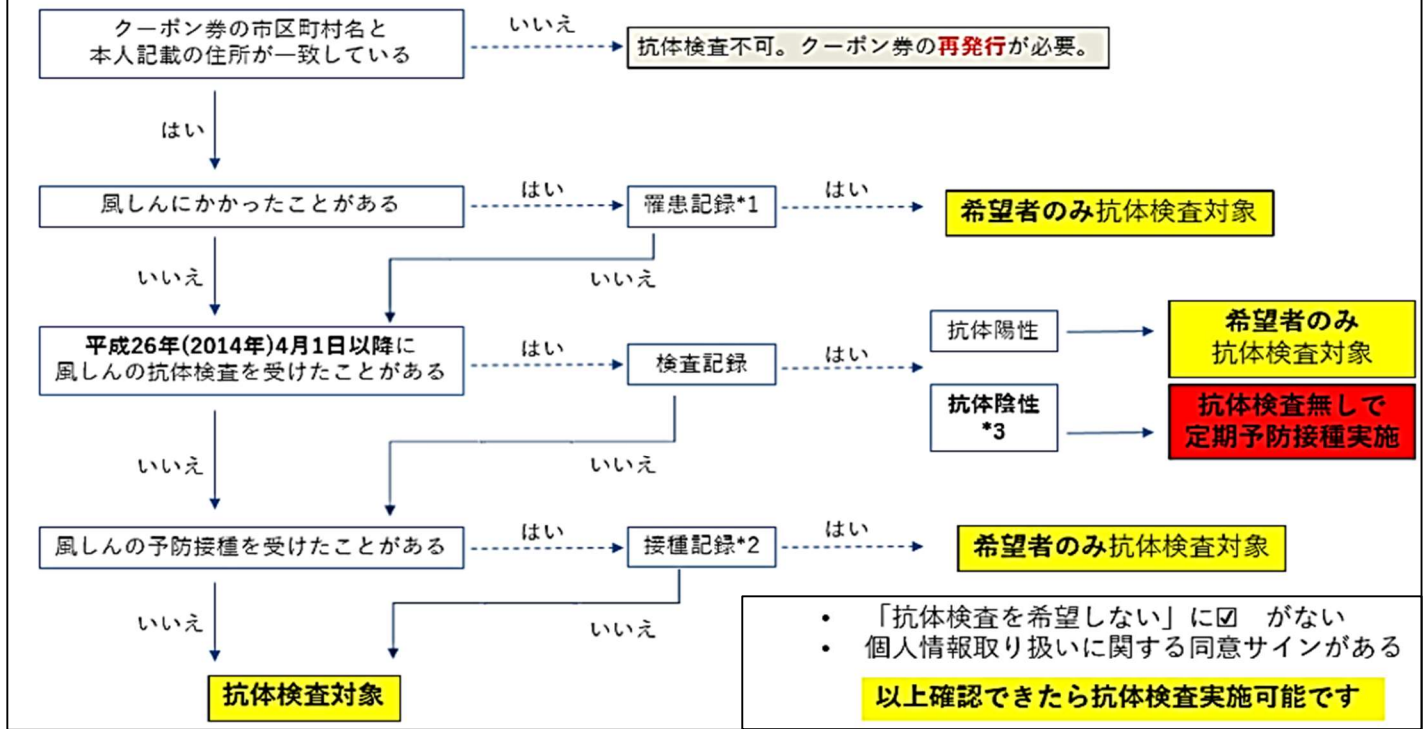 クーポン券の市区町村名と
本人記載の住所が一致している
いいえ
抗体検査不可。クーポン券の再発行が必要。
はい
風しんにかかったことがある
はい
罹患記録*1
はい
希望者のみ抗体検査対象
いいえ
いいえ
平成26年(2014年)4月1日以降に
風しんの抗体検査を受けたことがある
はい
検査記録
はい
抗体陽性
希望者のみ
抗体検査対象
抗体陰性
*3
抗体検査無しで
定期予防接種実施
いいえ
いいえ
風しんの予防接種を受けたことがある
はい
接種記録*2
はい
希望者のみ抗体検査対象
いいえ
いいえ
抗体検査対象
• 「抗体検査を希望しない」に☑ がない
• 個人情報取り扱いに関する同意サインがある
以上確認できたら抗体検査実施可能です